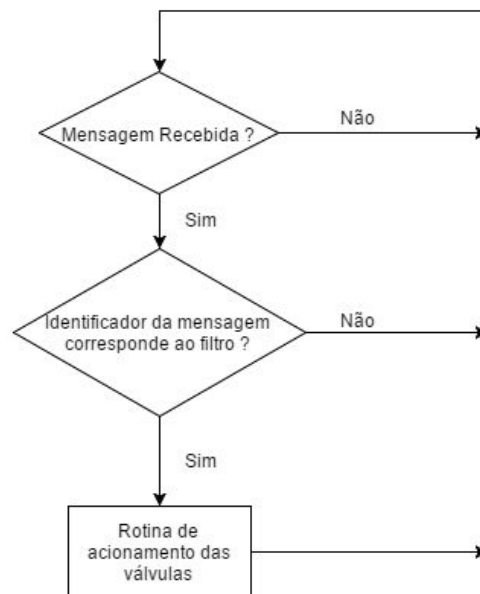 Mensagem Recebida ?
Não
Sim
Identificador da mensagem
corresponde ao filtro ?
Não
Sim
Rotina de
acionamento das
válvulas